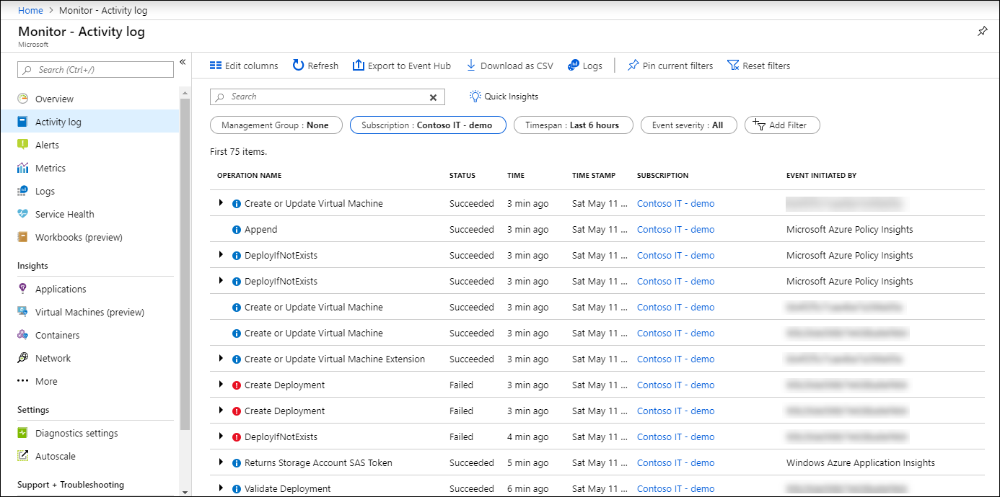 Home > Monitor - Activity log
Monitor - Activity log
Microsoft
Search (Ctrl+/)
«
Overview
Activity log
Alerts
Metrics
Logs
Service Health
Workbooks (preview)
Insights
Applications
Virtual Machines (preview)
Containers
Network
More
Settings
Diagnostics settings
Autoscale
Support + Troubleshooting
Edit columns Refresh Export to Event Hub Download as CSV Logs Pin current filters Reset filters
Search Quick Insights
Management Group : None Subscription : Contoso IT - demo Timespan : Last 6 hours Event severity : All Add Filter
First 75 items.
OPERATION NAME STATUS TIME TIME STAMP SUBSCRIPTION EVENT INITIATED BY
Create or Update Virtual Machine Succeeded 3 min ago Sat May 11 ... Contoso IT - demo
Append Succeeded 3 min ago Sat May 11 ... Contoso IT - demo Microsoft Azure Policy Insights
DeployIfNotExists Succeeded 3 min ago Sat May 11 ... Contoso IT - demo Microsoft Azure Policy Insights
DeployIfNotExists Succeeded 3 min ago Sat May 11 ... Contoso IT - demo Microsoft Azure Policy Insights
Create or Update Virtual Machine Succeeded 3 min ago Sat May 11 ... Contoso IT - demo
Create or Update Virtual Machine Succeeded 3 min ago Sat May 11 ... Contoso IT - demo
Create or Update Virtual Machine Extension Succeeded 3 min ago Sat May 11 ... Contoso IT - demo
Create Deployment Failed 3 min ago Sat May 11 ... Contoso IT - demo
Create Deployment Failed 3 min ago Sat May 11 ... Contoso IT - demo
DeployIfNotExists Failed 4 min ago Sat May 11 ... Contoso IT - demo
Returns Storage Account SAS Token Succeeded 5 min ago Sat May 11 ... Contoso IT - demo Windows Azure Application Insights
Validate Deployment Succeeded 6 min ago Sat May 11 ... Contoso IT - demo